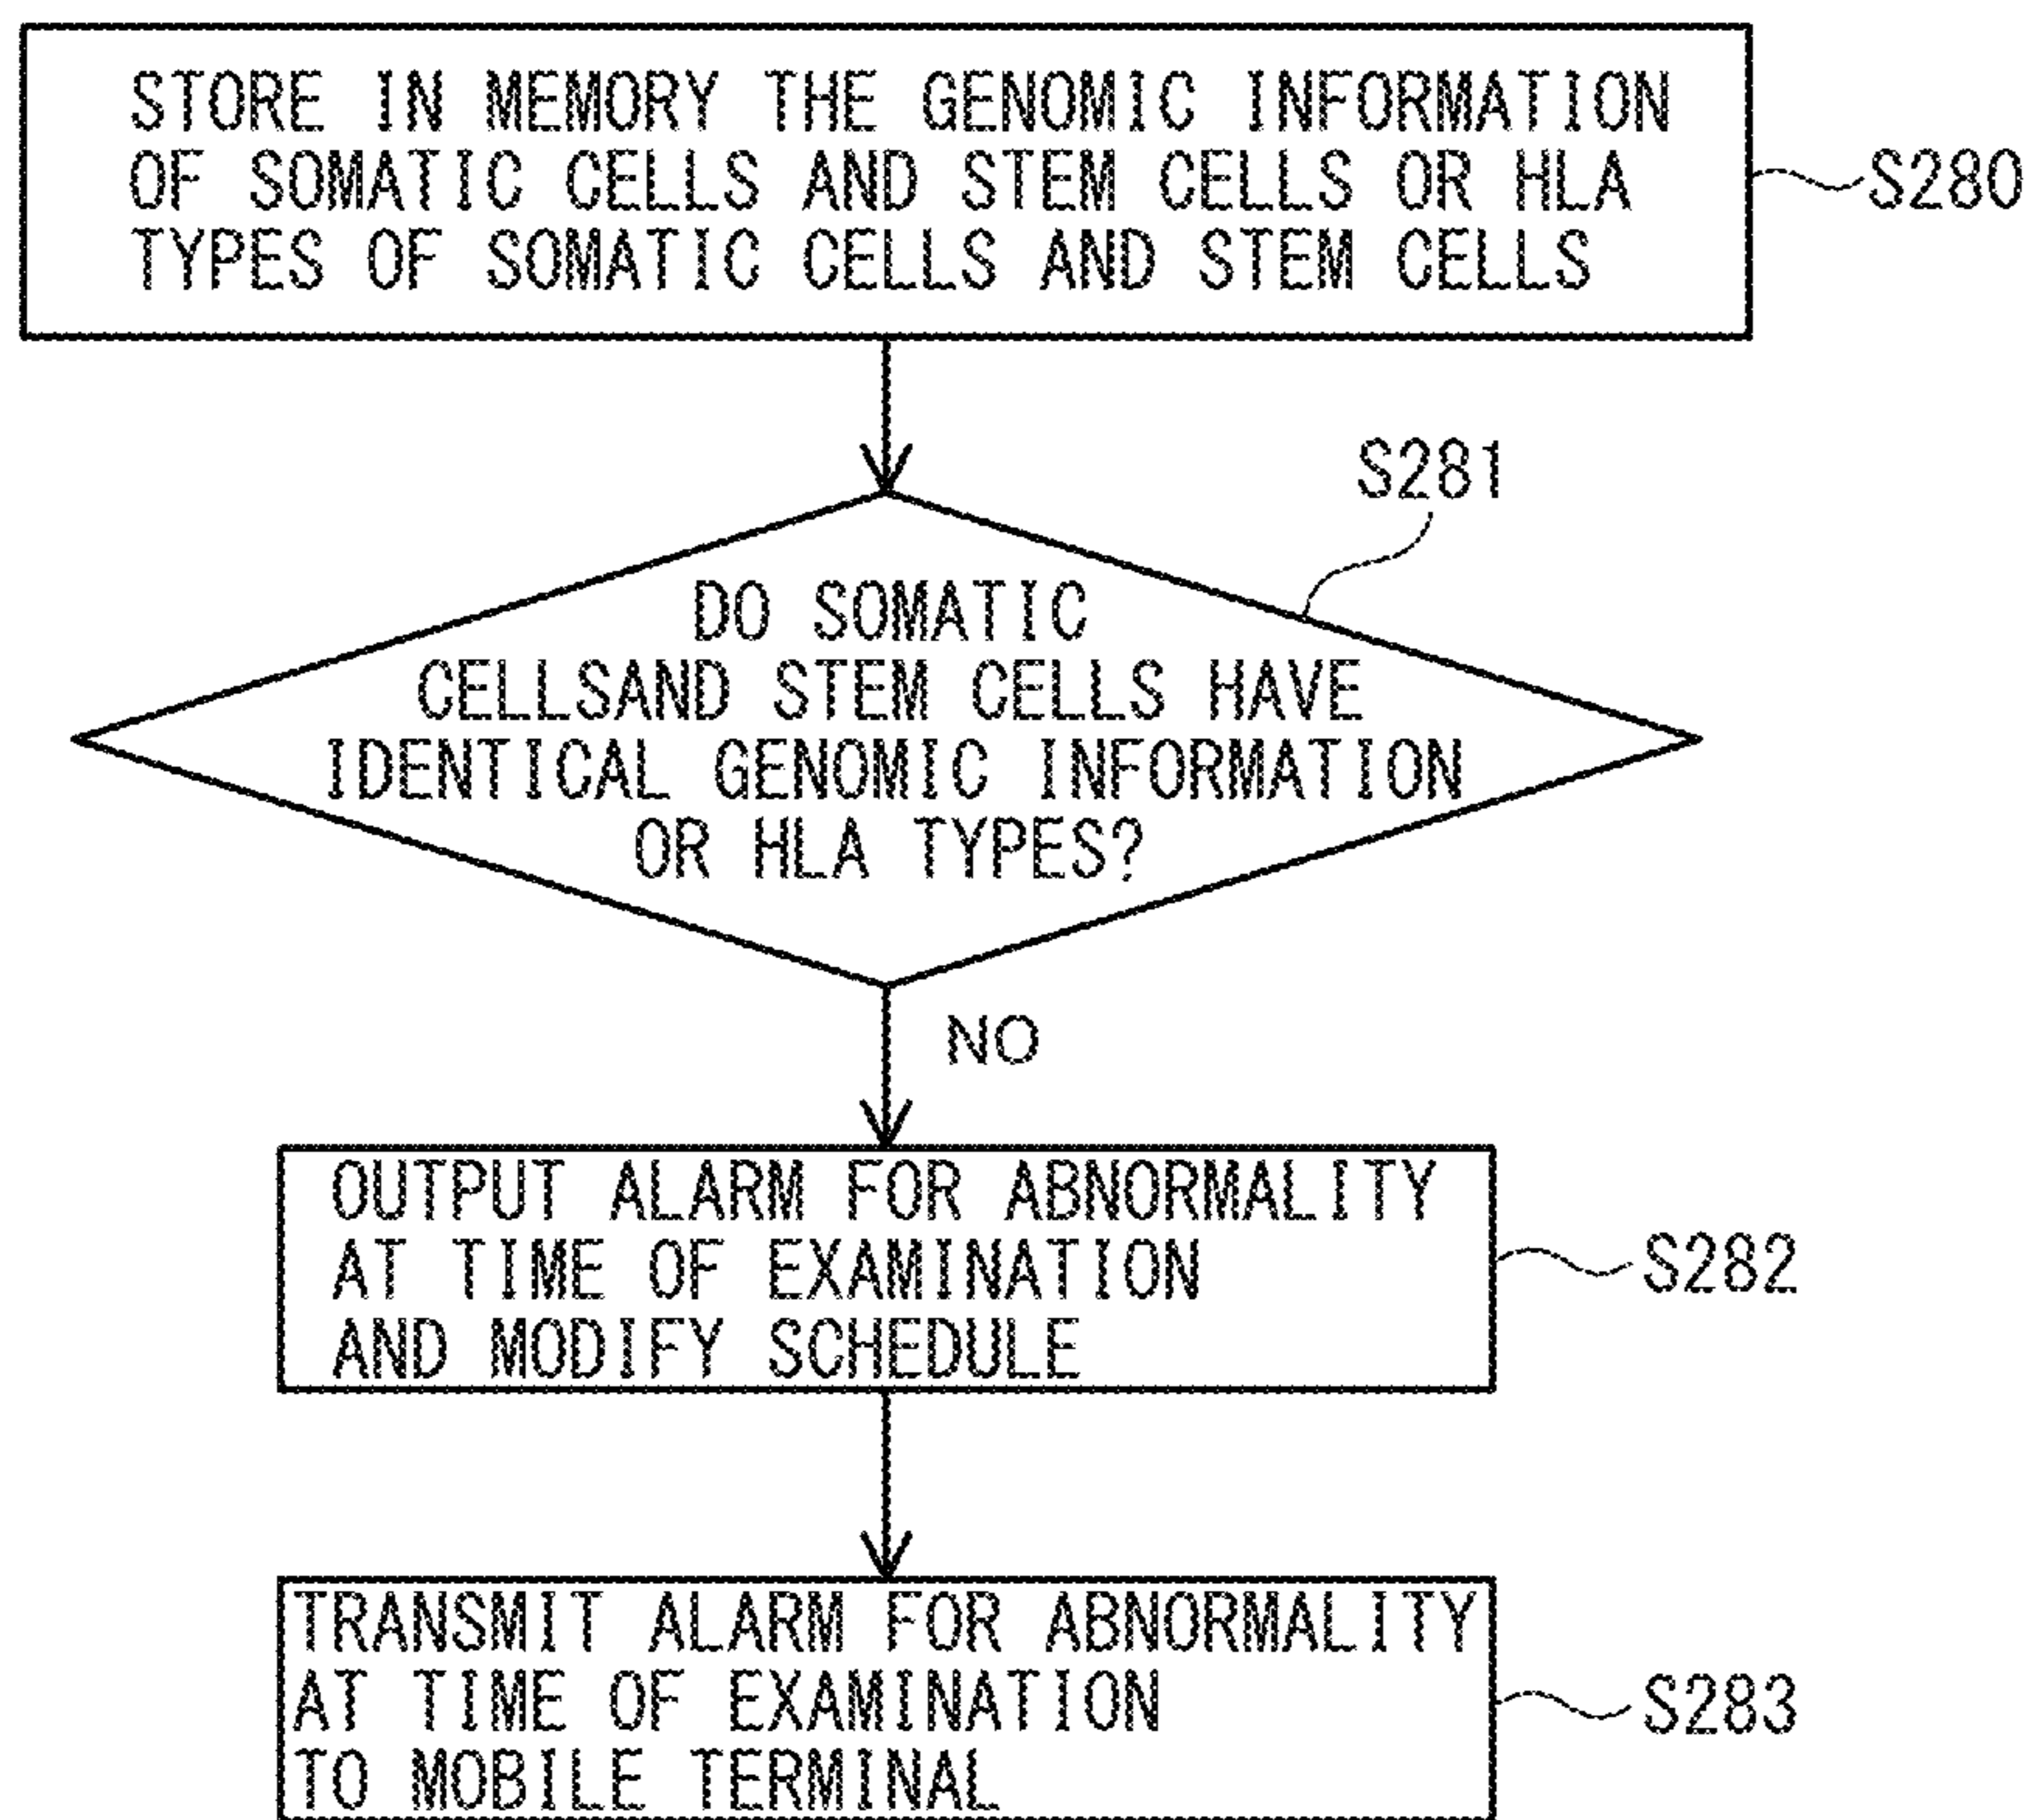 STORE IN MEMORY THE GENOMIC INFORMATION
OF SOMATIC CELLS AND STEM CELLS OR HLA
TYPES OF SOMATIC CELLS AND STEM CELLS
S280
S281
DO SOMATIC
CELLSAND STEM CELLS HAVE
IDENTICAL GENOMIC INFORMATION
OR HLA TYPES?
NO
OUTPUT ALARM FOR ABNORMALITY
AT TIME OF EXAMINATION
AND MODIFY SCHEDULE
S282
TRANSMIT ALARM FOR ABNORMALITY
AT TIME OF EXAMINATION
TO MOBILE TERMINAL
S283